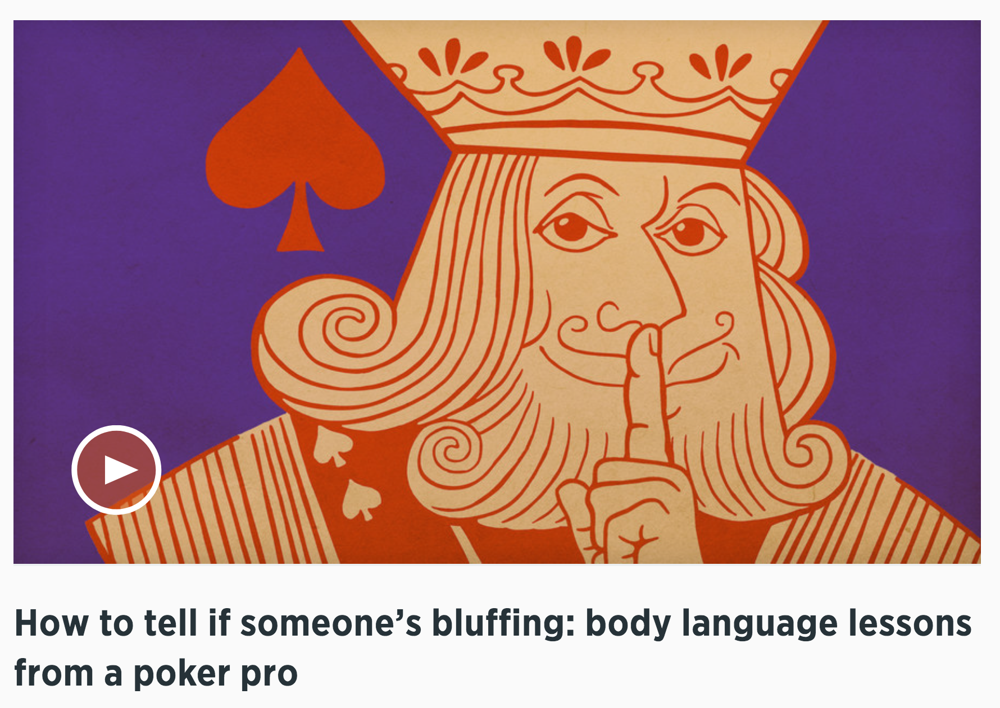 How to tell if someone’s bluffing: body language lessons
from a poker pro